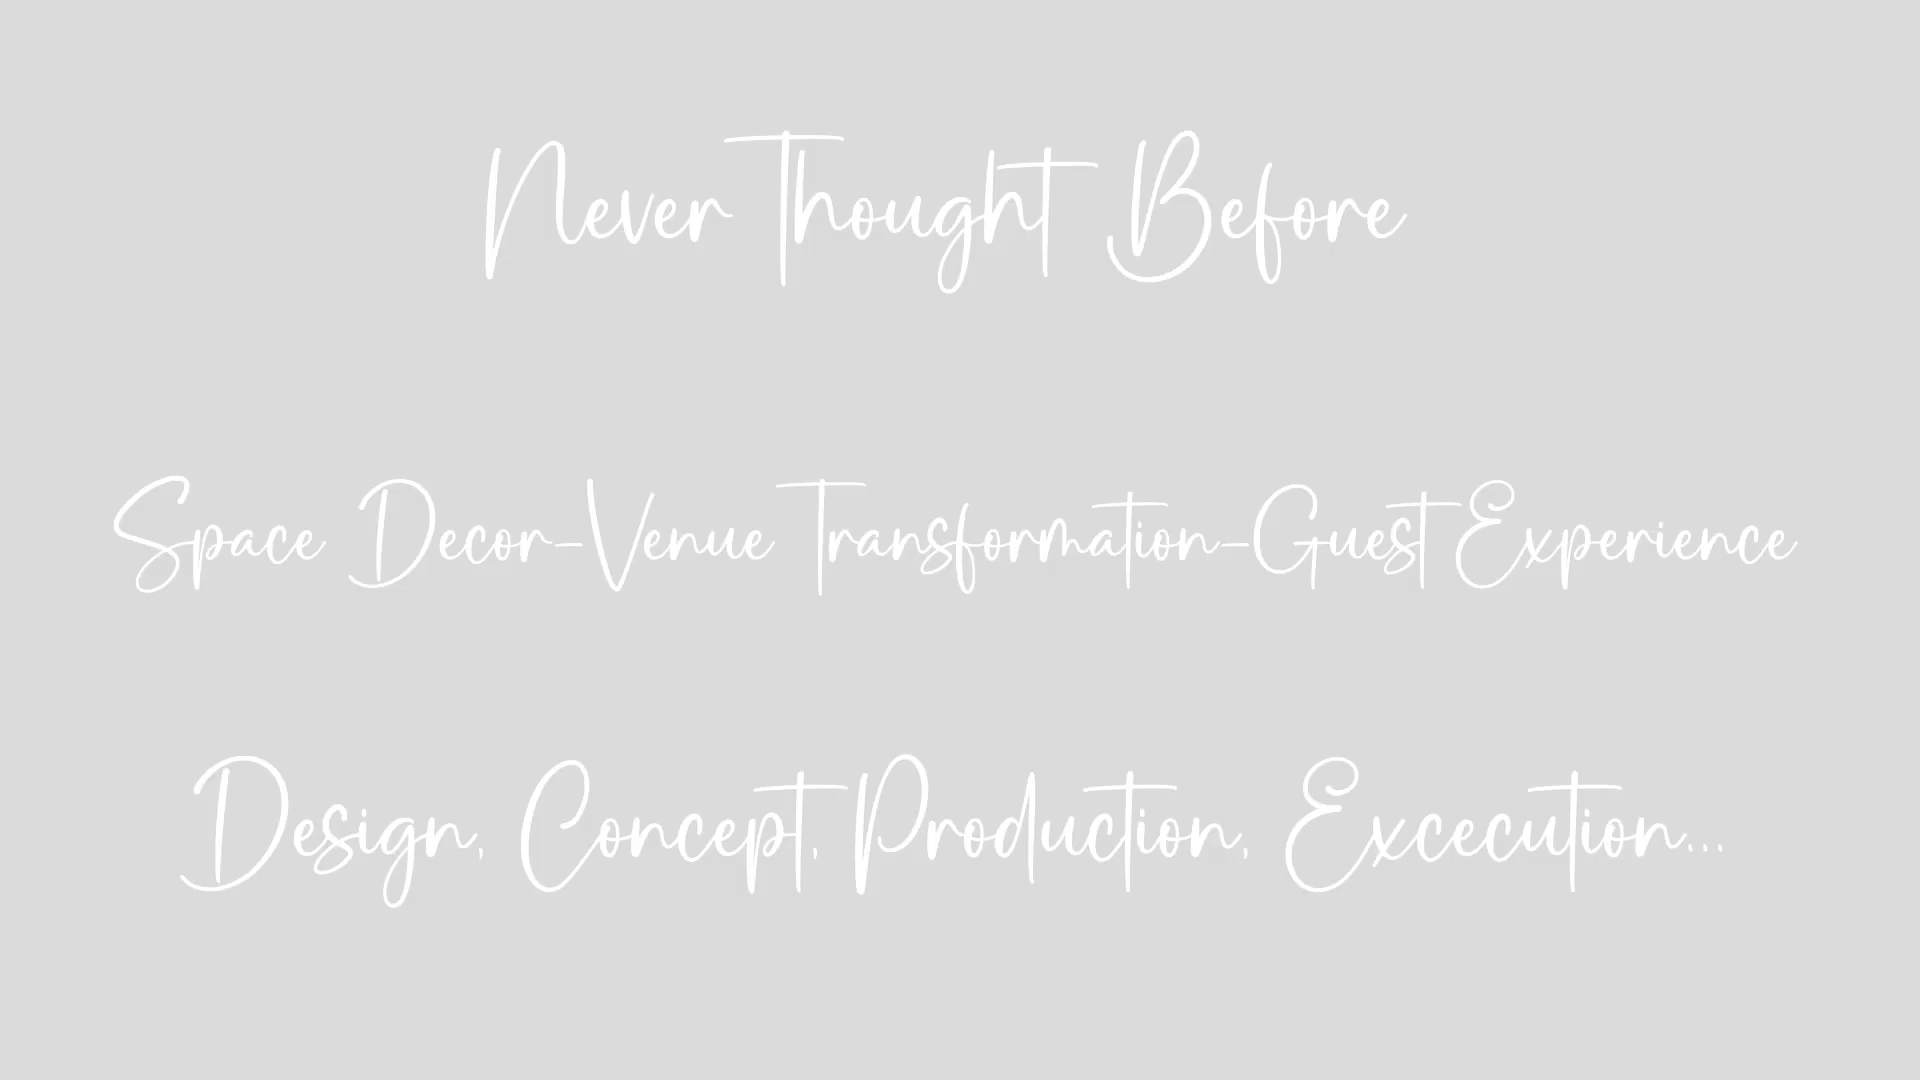 Never Thought Before
Space Decor-Venue Transformation-Guest Experience
Design, Concept, Production, Excecution...